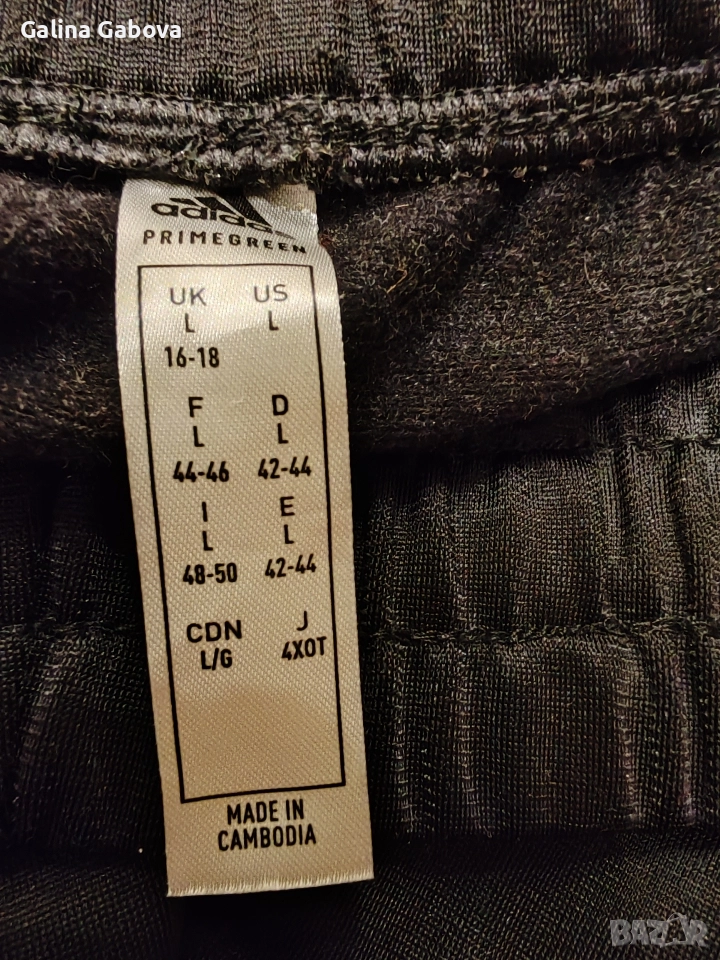 Galina Gabova
adidas
PRIMEGREEN
UK US
L L
16-18
F D
L L
44-46 42-44
I E
L L
48-50 42-44
CDN J
L/G 4XOT
MADE IN
CAMBODIA
BAZAR